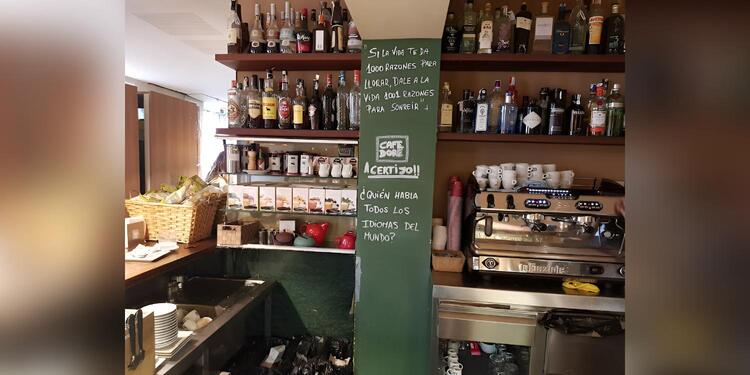 "SI LA VIDA TE DA
1000 RAZONES PARA
LLORAR, DALE A LA
VIDA 1001 RAZONES
PARA SONREIR".
CAFE
DORE
ACERTIJO!!
¿QUIÉN HABLA
TODOS LOS
IDIOMAS DEL
MUNDO?